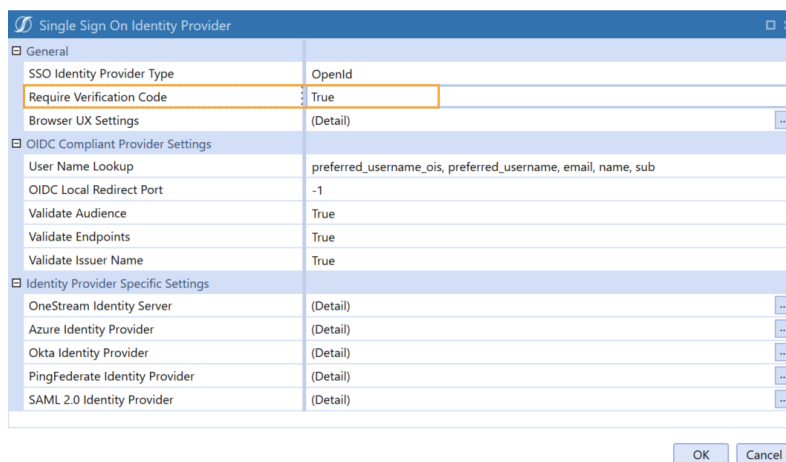 Single Sign On Identity Provider
General
SSO Identity Provider Type OpenId
Require Verification Code True
Browser UX Settings (Detail) ...
OIDC Compliant Provider Settings
User Name Lookup preferred_username_ois, preferred_username, email, name, sub
OIDC Local Redirect Port -1
Validate Audience True
Validate Endpoints True
Validate Issuer Name True
Identity Provider Specific Settings
OneStream Identity Server (Detail) ...
Azure Identity Provider (Detail) ...
Okta Identity Provider (Detail) ...
PingFederate Identity Provider (Detail) ...
SAML 2.0 Identity Provider (Detail) ...
OK Cancel